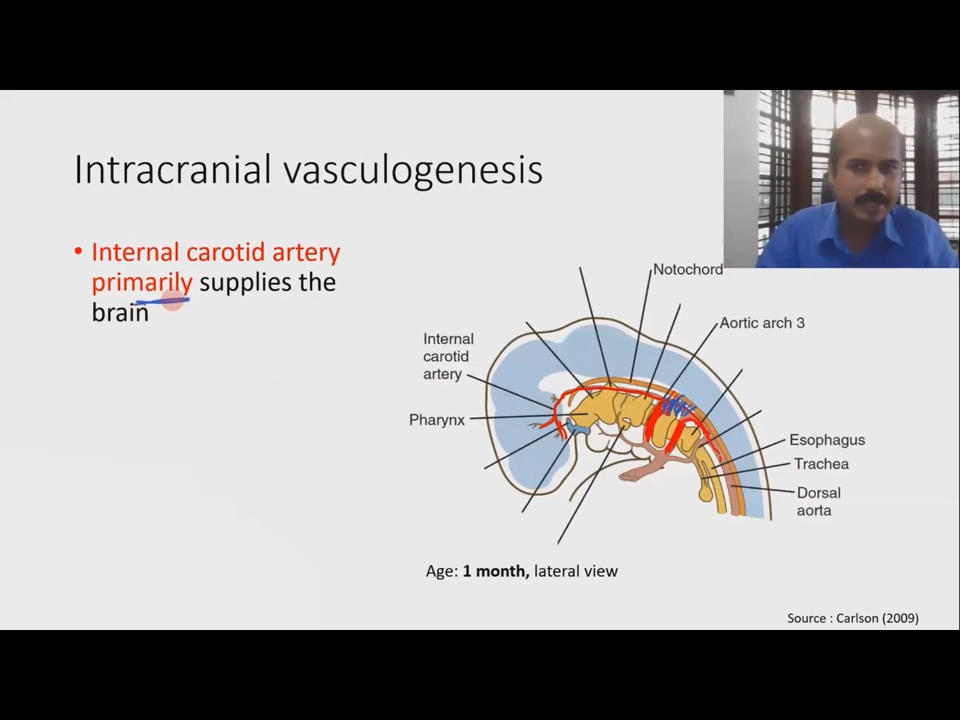 Intracranial vasculogenesis
• Internal carotid artery
primarily supplies the
brain
Notochord
Aortic arch 3
Internal
carotid
artery
Pharynx
Esophagus
Trachea
Dorsal
aorta
Age: 1 month, lateral view
Source : Carlson (2009)